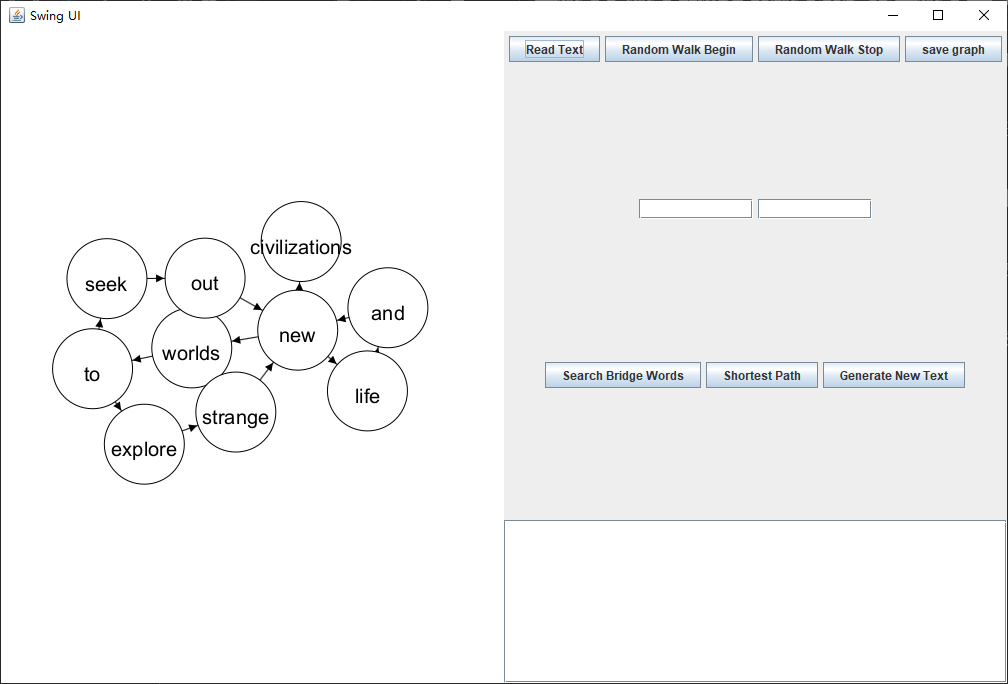 Swing UI
Read Text
Random Walk Begin
Random Walk Stop
save graph
civilizations
seek
out
and
new
worlds
to
life
strange
explore
Search Bridge Words
Shortest Path
Generate New Text